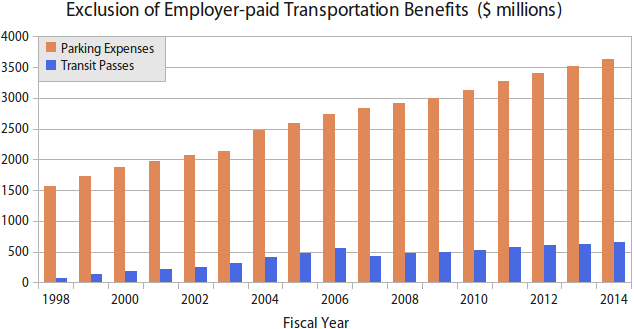 Exclusion of Employer-paid Transportation Benefits ($ millions)
4000
Parking Expenses
Transit Passes
3500
3000
2500
2000
1500
1000
500
0
1998 2000 2002 2004 2006 2008 2010 2012 2014
Fiscal Year